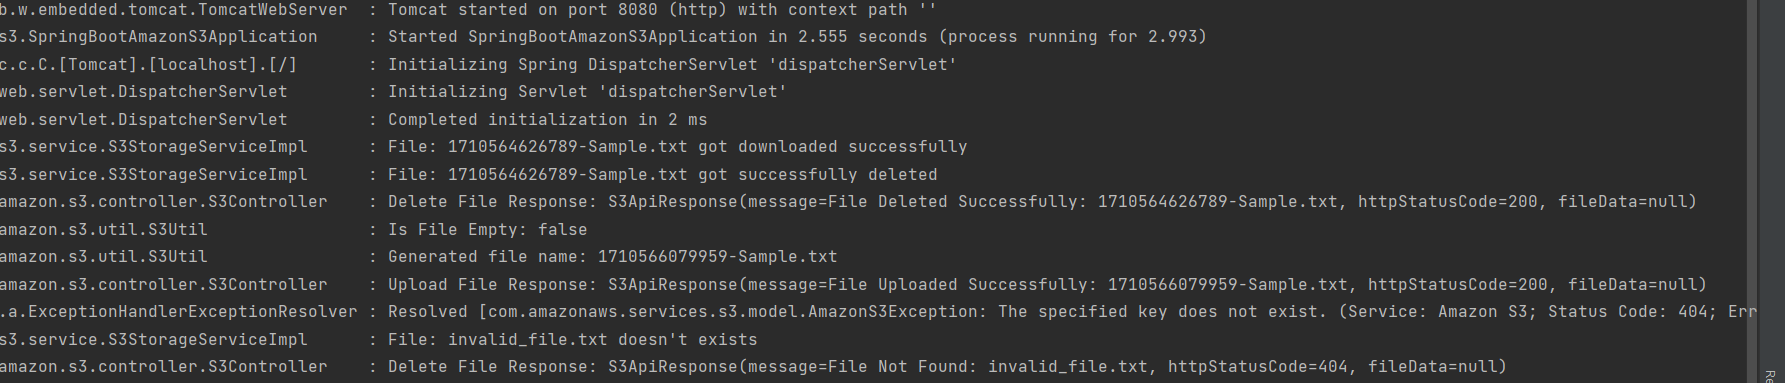 b.w.embedded.tomcat.TomcatWebServer  : Tomcat started on port 8080 (http) with context path ''
s3.SpringBootAmazonS3Application     : Started SpringBootAmazonS3Application in 2.555 seconds (process running for 2.993)
c.c.C.[Tomcat].[localhost].[/]       : Initializing Spring DispatcherServlet 'dispatcherServlet'
web.servlet.DispatcherServlet        : Initializing Servlet 'dispatcherServlet'
web.servlet.DispatcherServlet        : Completed initialization in 2 ms
s3.service.S3StorageServiceImpl      : File: 1710564626789-Sample.txt got downloaded successfully
s3.service.S3StorageServiceImpl      : File: 1710564626789-Sample.txt got successfully deleted
amazon.s3.controller.S3Controller    : Delete File Response: S3ApiResponse(message=File Deleted Successfully: 1710564626789-Sample.txt, httpStatusCode=200, fileData=null)
amazon.s3.util.S3Util                : Is File Empty: false
amazon.s3.util.S3Util                : Generated file name: 1710566079959-Sample.txt
amazon.s3.controller.S3Controller    : Upload File Response: S3ApiResponse(message=File Uploaded Successfully: 1710566079959-Sample.txt, httpStatusCode=200, fileData=null)
.a.ExceptionHandlerExceptionResolver : Resolved [com.amazonaws.services.s3.model.AmazonS3Exception: The specified key does not exist. (Service: Amazon S3; Status Code: 404; Err
s3.service.S3StorageServiceImpl      : File: invalid_file.txt doesn't exists
amazon.s3.controller.S3Controller    : Delete File Response: S3ApiResponse(message=File Not Found: invalid_file.txt, httpStatusCode=404, fileData=null)